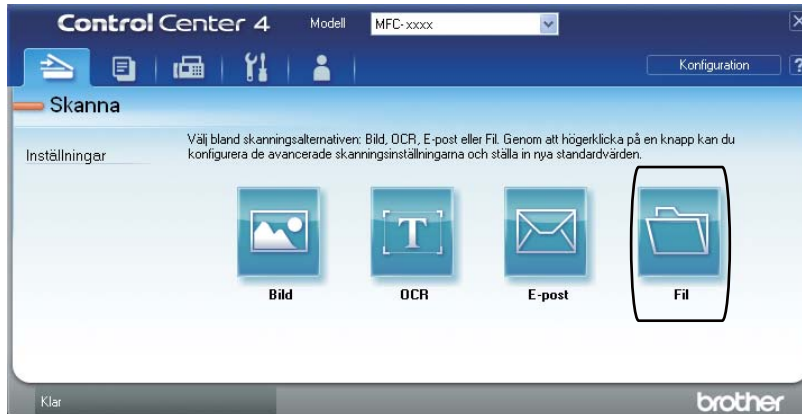 Control Center 4
Modell
MFC-xxxx
Konfiguration
?
Skanna
Välj bland skanningsalternativen: Bild, OCR, E-post eller Fil. Genom att högerklicka på en knapp kan du
Inställningar
konfigurera de avancerade skanningsinställningarna och ställa in nya standardvärden.
T
Bild
OCR
E-post
Fil
Klar
brother